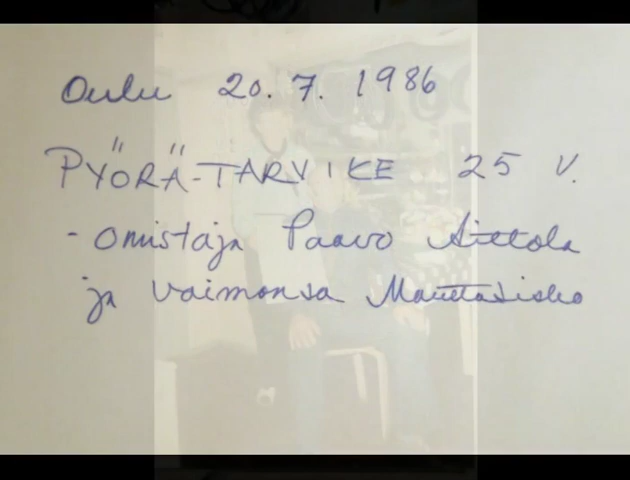 Oulu 20.7.1986
PYÖRÄ-TARVIKE 25 V.
- omistaja Paavo Aittola
ja vaimonsa